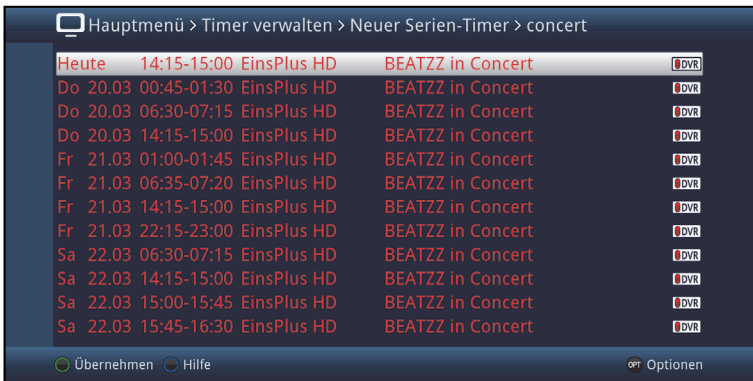 Hauptmenü > Timer verwalten > Neuer Serien-Timer > concert
Heute 14:15-15:00 EinsPlus HD BEATZZ in Concert DVR
Do 20.03 00:45-01:30 EinsPlus HD BEATZZ in Concert DVR
Do 20.03 06:30-07:15 EinsPlus HD BEATZZ in Concert DVR
Do 20.03 14:15-15:00 EinsPlus HD BEATZZ in Concert DVR
Fr 21.03 01:00-01:45 EinsPlus HD BEATZZ in Concert DVR
Fr 21.03 06:35-07:20 EinsPlus HD BEATZZ in Concert DVR
Fr 21.03 14:15-15:00 EinsPlus HD BEATZZ in Concert DVR
Fr 21.03 22:15-23:00 EinsPlus HD BEATZZ in Concert DVR
Sa 22.03 06:30-07:15 EinsPlus HD BEATZZ in Concert DVR
Sa 22.03 14:15-15:00 EinsPlus HD BEATZZ in Concert DVR
Sa 22.03 15:00-15:45 EinsPlus HD BEATZZ in Concert DVR
Sa 22.03 15:45-16:30 EinsPlus HD BEATZZ in Concert DVR
Übernehmen Hilfe OPT Optionen